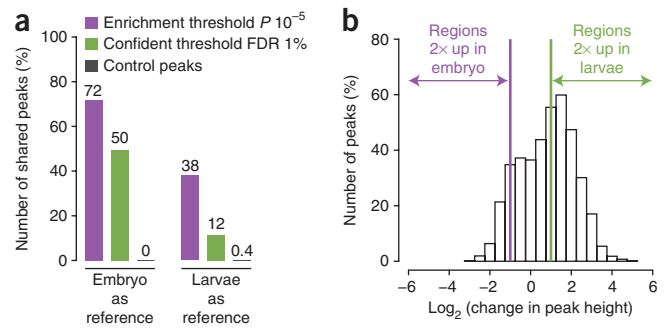 a
Enrichment threshold P 10⁻⁵
Confident threshold FDR 1%
Control peaks
Number of shared peaks (%)
100
80
60
40
20
0
72
50
0
38
12
0.4
Embryo
as
reference
Larvae
as
reference
b
Number of peaks (%)
80
60
40
20
0
Regions
2× up in
embryo
Regions
2× up in
larvae
−6 −4 −2 0 2 4 6
Log₂ (change in peak height)